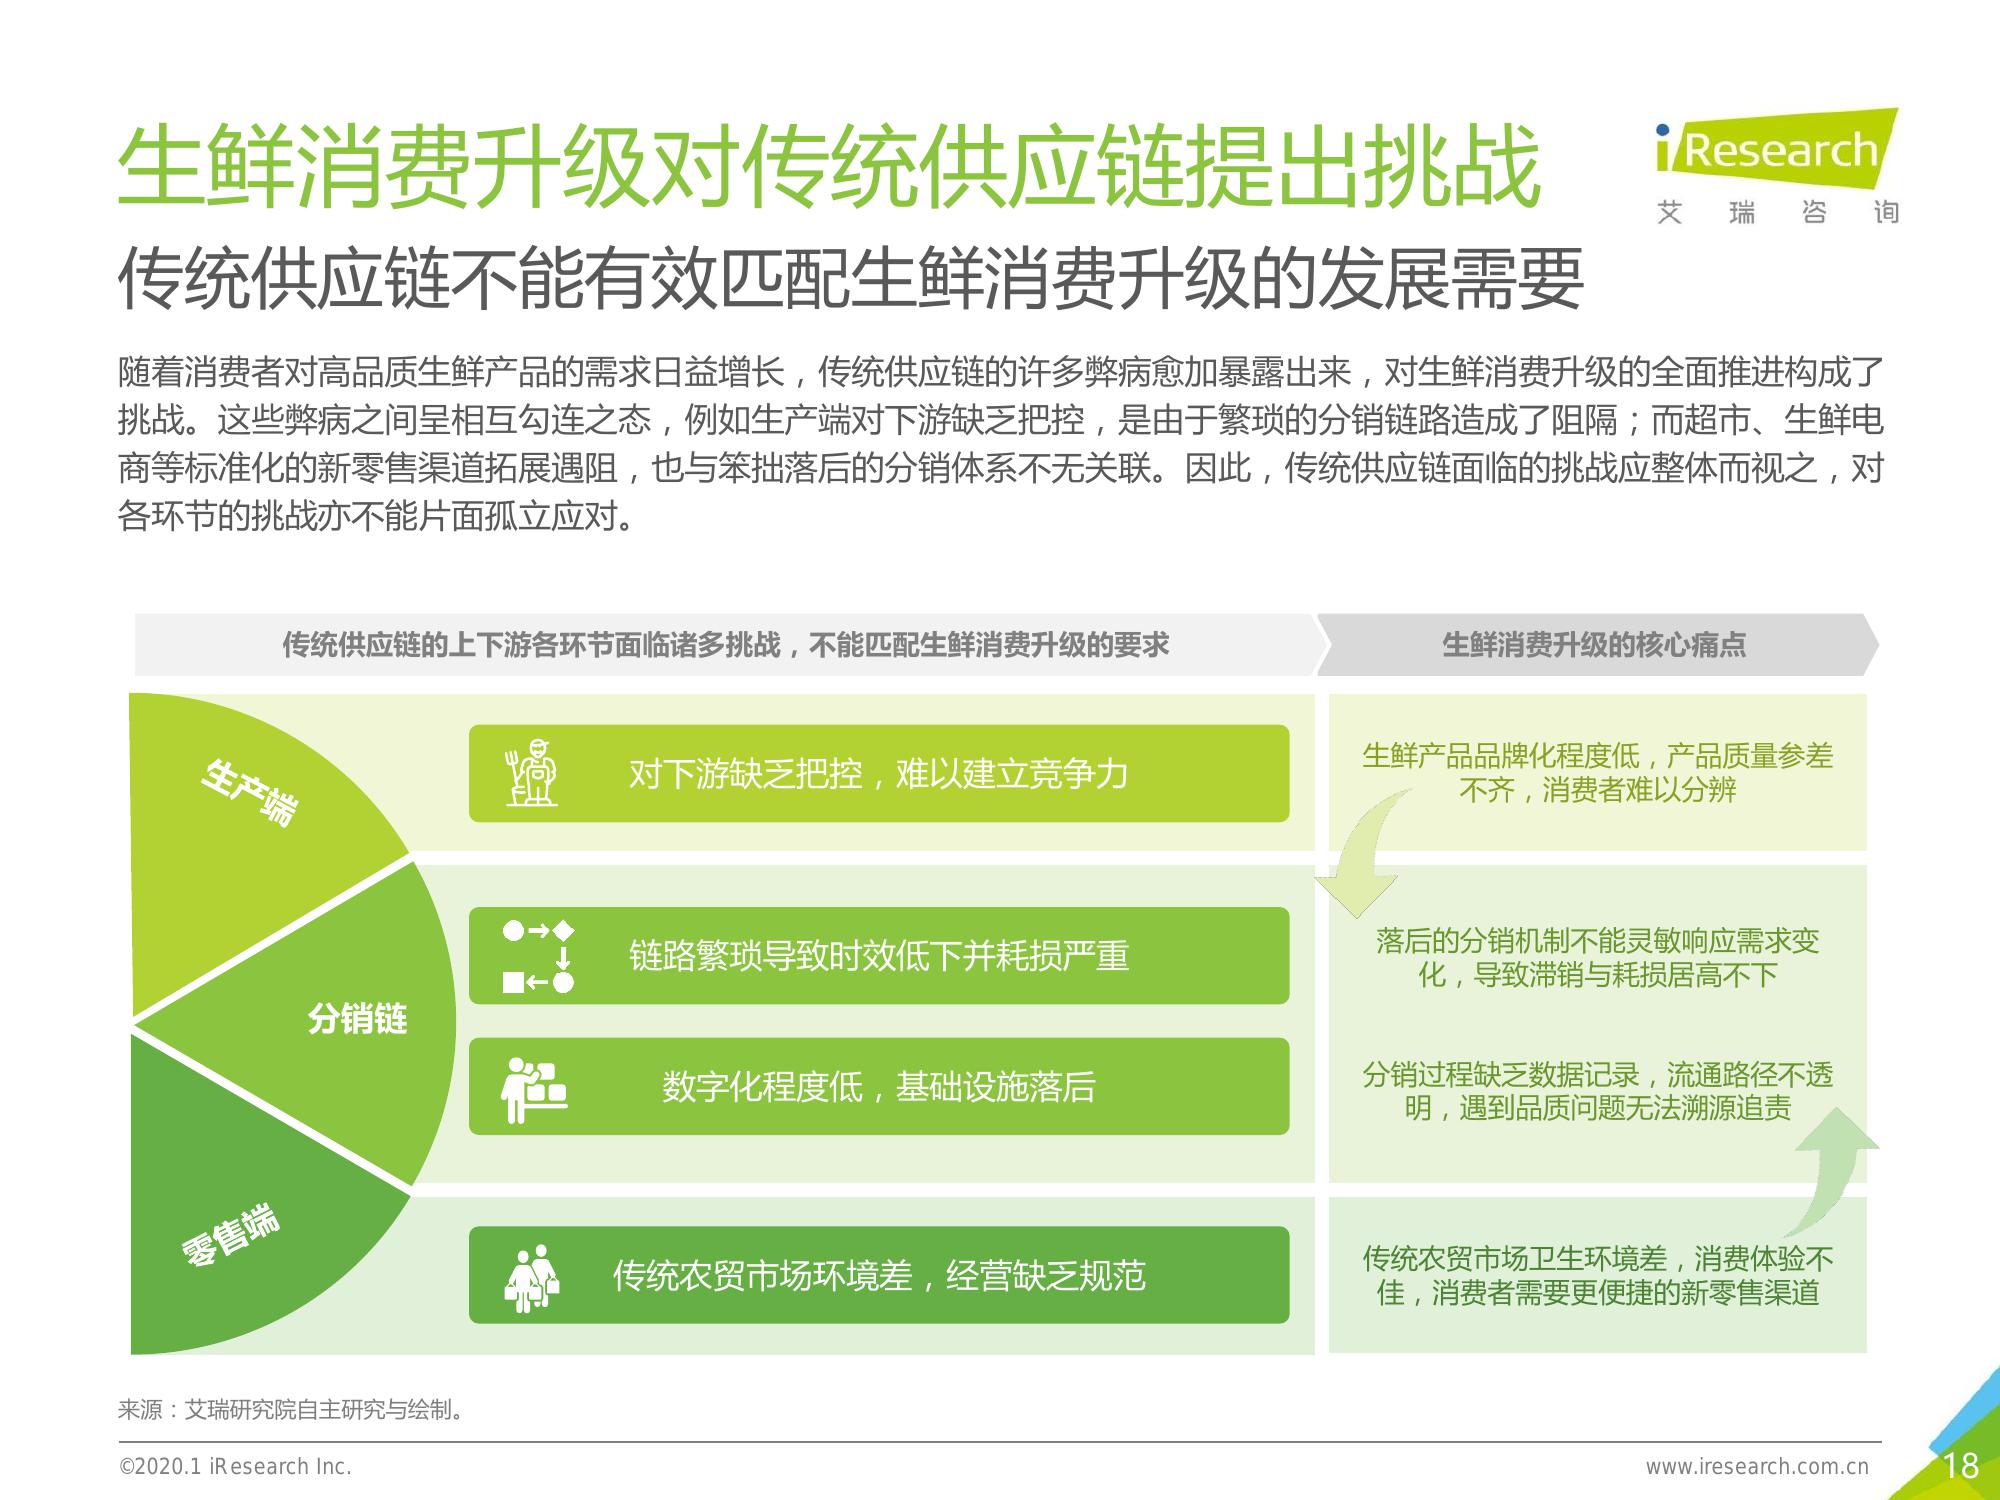 生鲜消费升级对传统供应链提出挑战
iResearch
艾瑞咨询
传统供应链不能有效匹配生鲜消费升级的发展需要
随着消费者对高品质生鲜产品的需求日益增长，传统供应链的许多弊病愈加暴露出来，对生鲜消费升级的全面推进构成了
挑战。这些弊病之间呈相互勾连之态，例如生产端对下游缺乏把控，是由于繁琐的分销链路造成了阻隔；而超市、生鲜电
商等标准化的新零售渠道拓展遇阻，也与笨拙落后的分销体系不无关联。因此，传统供应链面临的挑战应整体而视之，对
各环节的挑战亦不能片面孤立应对。
传统供应链的上下游各环节面临诸多挑战，不能匹配生鲜消费升级的要求
生鲜消费升级的核心痛点
生产端
对下游缺乏把控，难以建立竞争力
生鲜产品品牌化程度低，产品质量参差
不齐，消费者难以分辨
分销链
链路繁琐导致时效低下并耗损严重
落后的分销机制不能灵敏响应需求变
化，导致滞销与耗损居高不下
数字化程度低，基础设施落后
分销过程缺乏数据记录，流通路径不透
明，遇到品质问题无法溯源追责
零售端
传统农贸市场环境差，经营缺乏规范
传统农贸市场卫生环境差，消费体验不
佳，消费者需要更便捷的新零售渠道
来源：艾瑞研究院自主研究与绘制。
©2020.1 iResearch Inc.
www.iresearch.com.cn
18